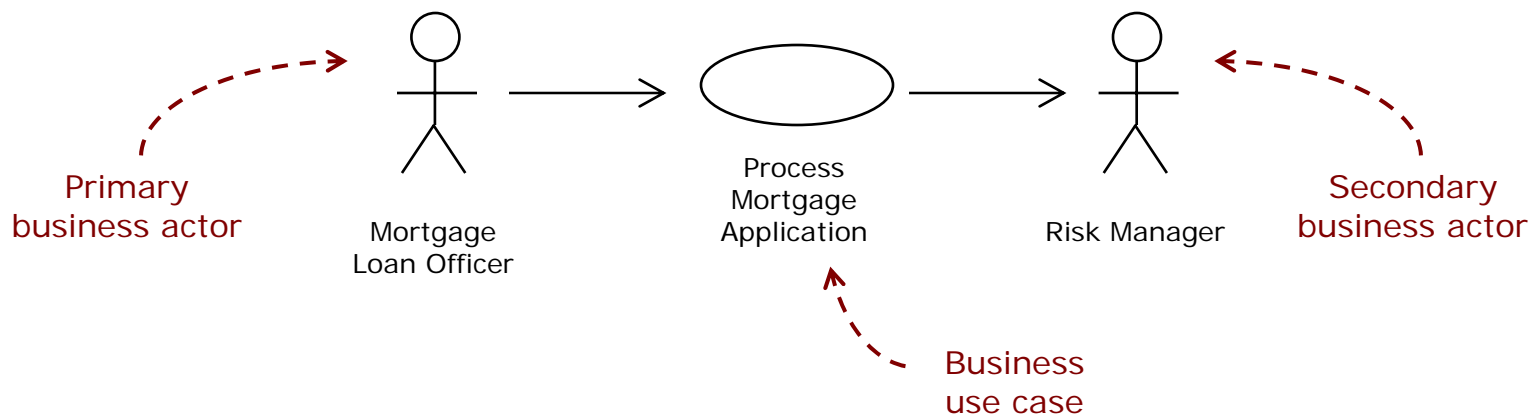 Primary
business actor
Mortgage
Loan Officer
Process
Mortgage
Application
Risk Manager
Secondary
business actor
Business
use case